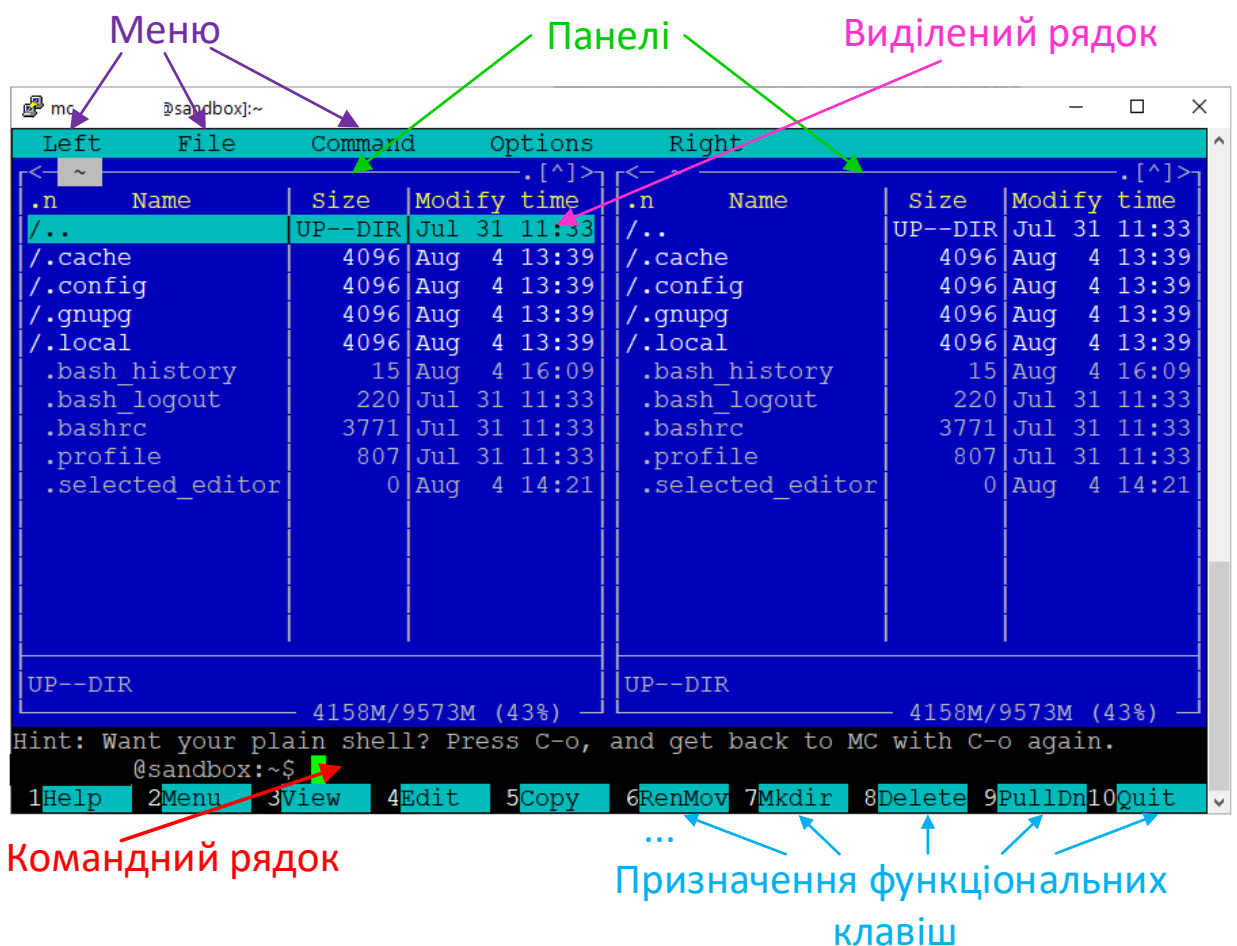 Меню Панелі Виділений рядок
mc @sandbox]:~
Left File Command Options Right
<— ~ .[^]> <— ~ .[^]>
.n Name Size Modify time .n Name Size Modify time
/.. UP--DIR Jul 31 11:33 /.. UP--DIR Jul 31 11:33
/.cache 4096 Aug 4 13:39 /.cache 4096 Aug 4 13:39
/.config 4096 Aug 4 13:39 /.config 4096 Aug 4 13:39
/.gnupg 4096 Aug 4 13:39 /.gnupg 4096 Aug 4 13:39
/.local 4096 Aug 4 13:39 /.local 4096 Aug 4 13:39
.bash_history 15 Aug 4 16:09 .bash_history 15 Aug 4 16:09
.bash_logout 220 Jul 31 11:33 .bash_logout 220 Jul 31 11:33
.bashrc 3771 Jul 31 11:33 .bashrc 3771 Jul 31 11:33
.profile 807 Jul 31 11:33 .profile 807 Jul 31 11:33
.selected_editor 0 Aug 4 14:21 .selected_editor 0 Aug 4 14:21
UP--DIR UP--DIR
4158M/9573M (43%) 4158M/9573M (43%)
Hint: Want your plain shell? Press C-o, and get back to MC with C-o again.
@sandbox:~$
1Help 2Menu 3View 4Edit 5Copy 6RenMov 7Mkdir 8Delete 9PullDn 10Quit
...
Командний рядок
Призначення функціональних
клавіш